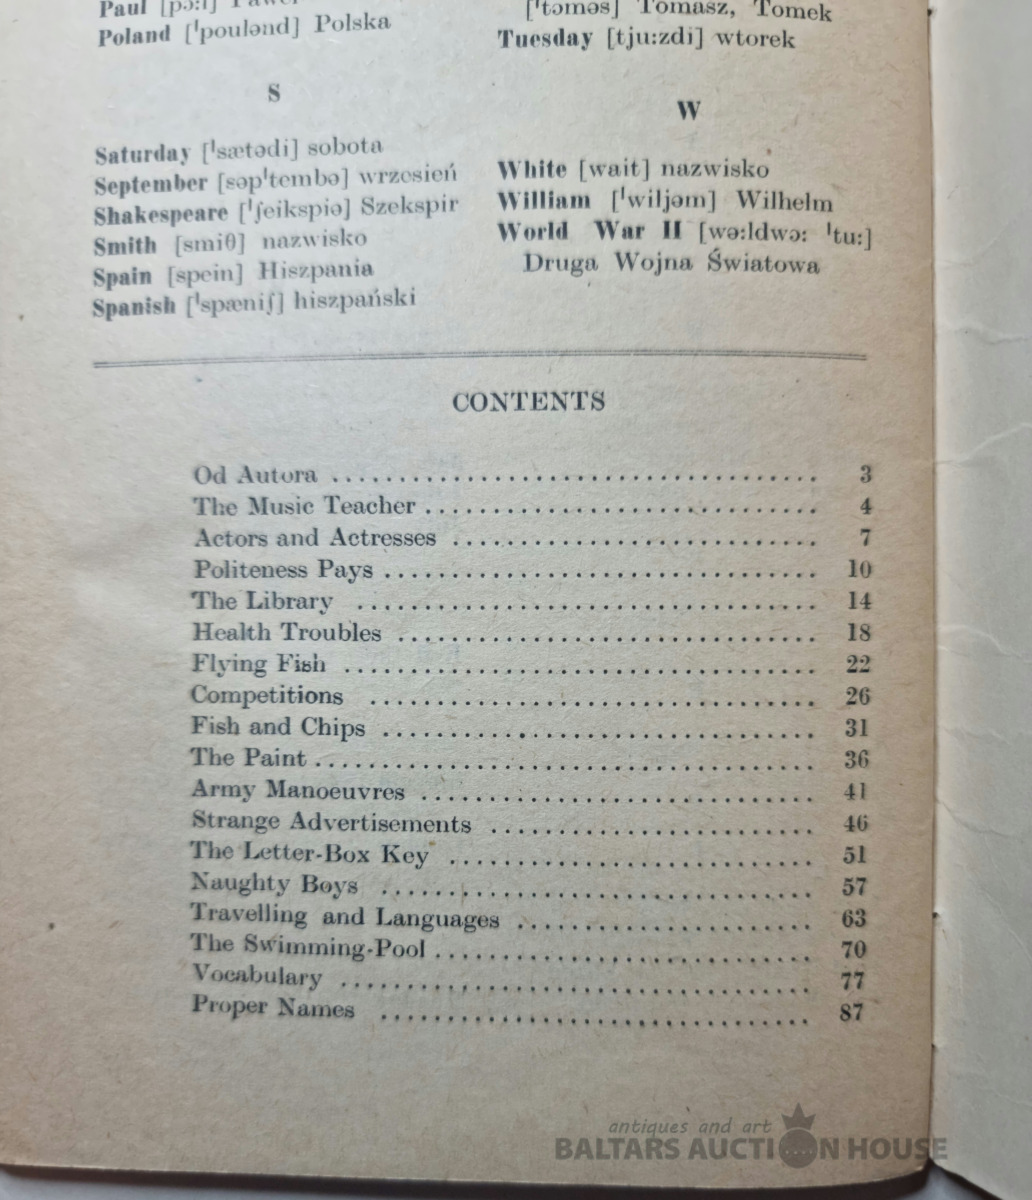 Paul [pɔ:l] Paweł
Poland [ˈpoulənd] Polska
S
Saturday [ˈsætədi] sobota
September [səpˈtembə] wrzesień
Shakespeare [ˈʃeikspiə] Szekspir
Smith [smiθ] nazwisko
Spain [spein] Hiszpania
Spanish [ˈspæniʃ] hiszpański
[ˈtɔməs] Tomasz, Tomek
Tuesday [tju:zdi] wtorek
W
White [wait] nazwisko
William [ˈwiljəm] Wilhelm
World War II [wə:ldwɔ: ˈtu:]
Druga Wojna Światowa
CONTENTS
Od Autora 3
The Music Teacher 4
Actors and Actresses 7
Politeness Pays 10
The Library 14
Health Troubles 18
Flying Fish 22
Competitions 26
Fish and Chips 31
The Paint 36
Army Manoeuvres 41
Strange Advertisements 46
The Letter-Box Key 51
Naughty Boys 57
Travelling and Languages 63
The Swimming-Pool 70
Vocabulary 77
Proper Names 87
antiques and art
BALTARS AUCTION HOUSE